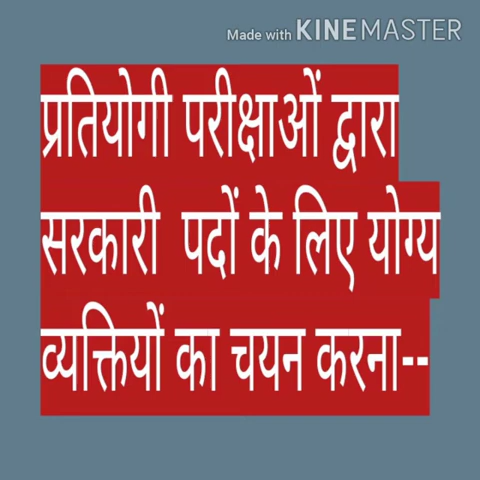 Made with KINEMASTER
प्रतियोगी परीक्षाओं द्वारा
सरकारी पदों के लिए योग्य
व्यक्तियों का चयन करना--